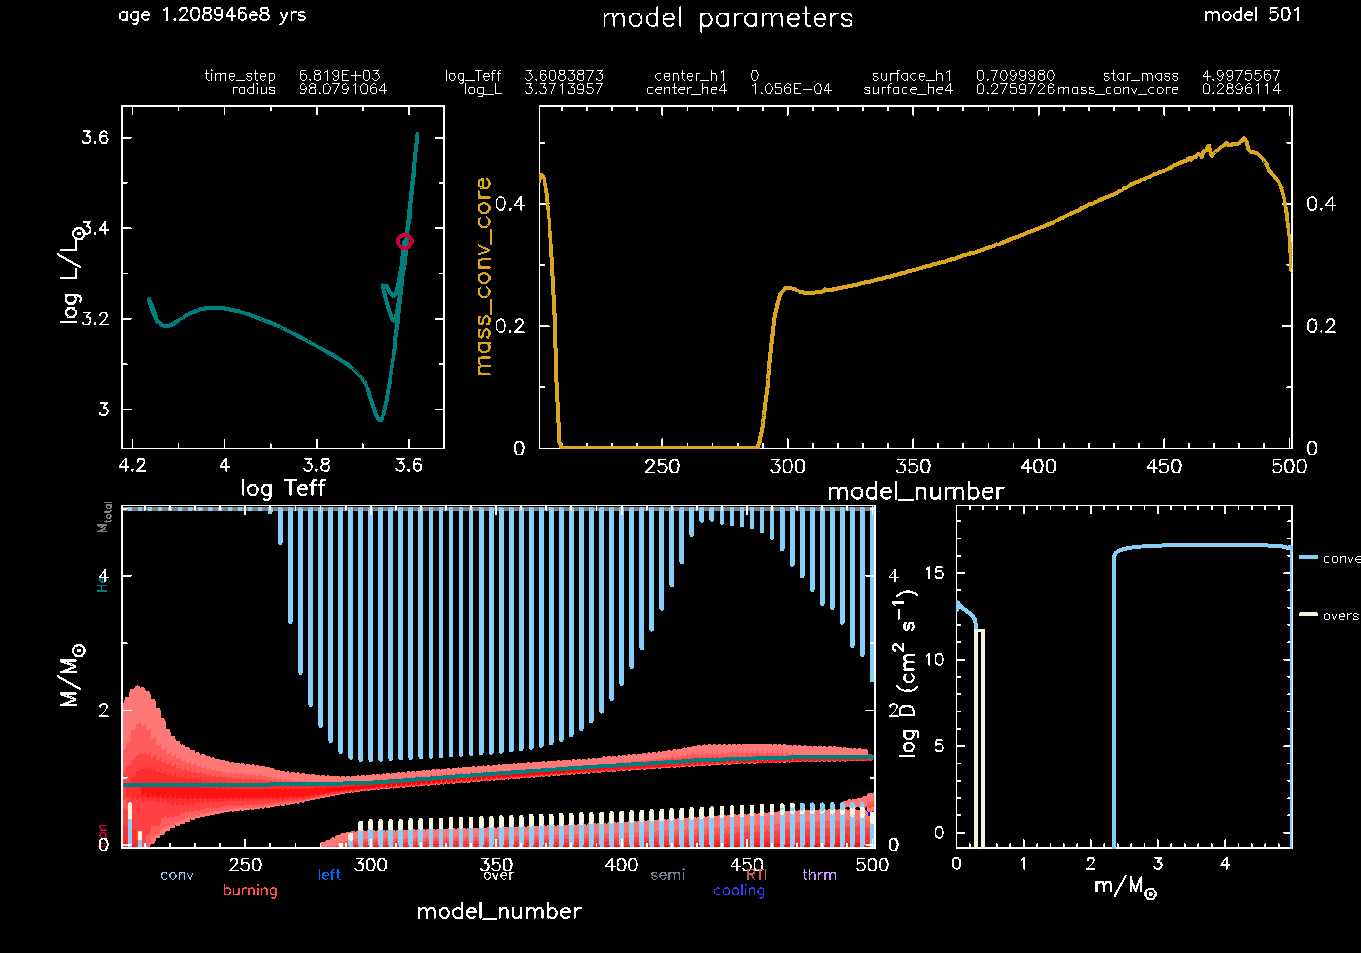 age 1.208946e8 yrs model parameters model 501
time_step 6.819E+03 log_Teff 3.6083873 center_h1 0 surface_h1 0.7099980 star_mass 4.9975567
radius 98.0791064 log_L 3.3713957 center_he4 1.056E-04 surface_he4 0.2759726 mass_conv_core 0.2896114
log L/L⊙
3.6
3.4
3.2
3
4.2 4 3.8 3.6
log Teff
mass_conv_core
0.4 0.4
0.2 0.2
0 0
250 300 350 400 450 500
model_number
Mtotal
He
M/M⊙
4 4
2 2
0 0
250 300 350 400 450 500
conv left over semi RTI thrm
burning cooling
model_number
log D (cm² s⁻¹)
15
10
5
0
0 1 2 3 4
m/M⊙
conve
overs